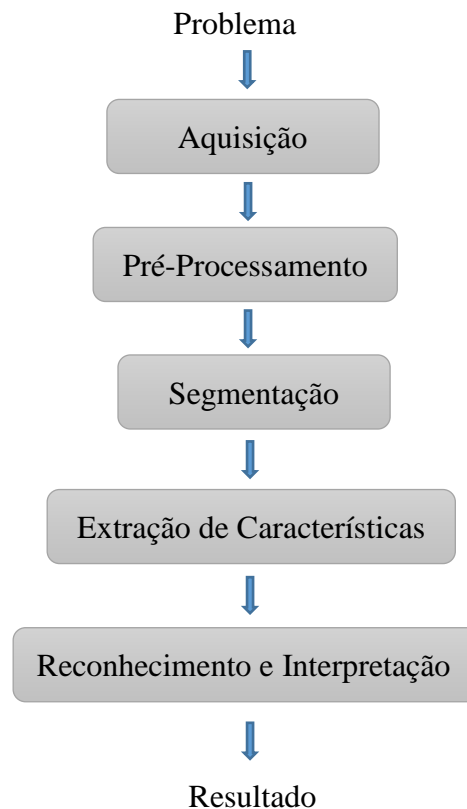 Problema
Aquisição
Pré-Processamento
Segmentação
Extração de Características
Reconhecimento e Interpretação
Resultado